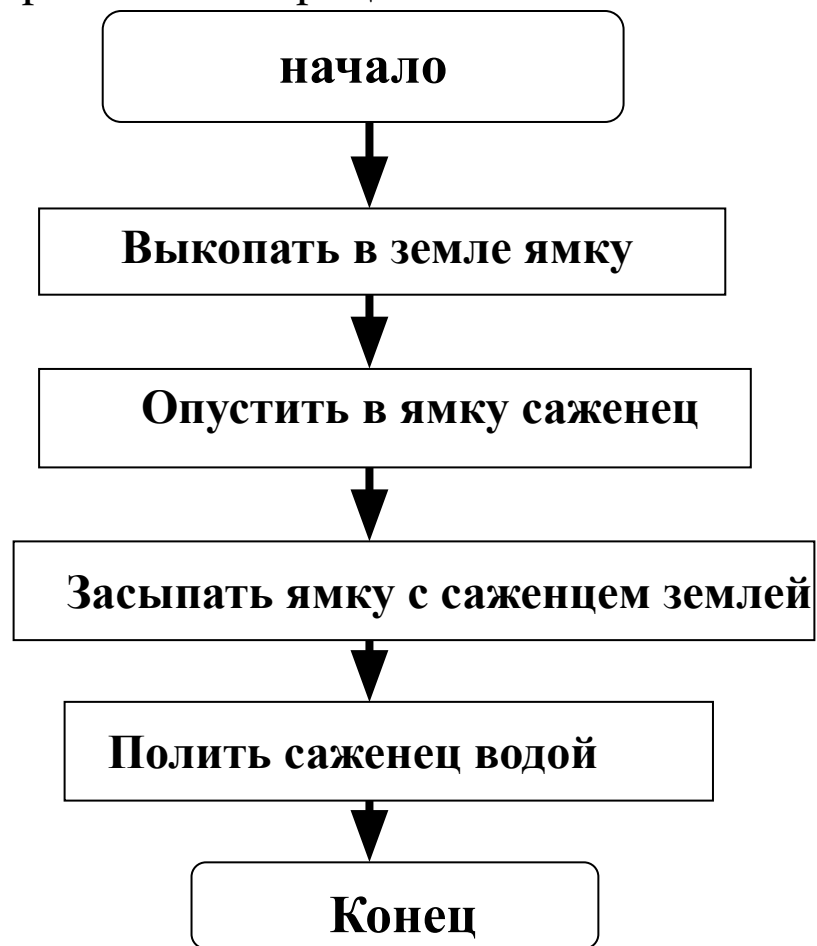 начало
Выкопать в земле ямку
Опустить в ямку саженец
Засыпать ямку с саженцем землей
Полить саженец водой
Конец